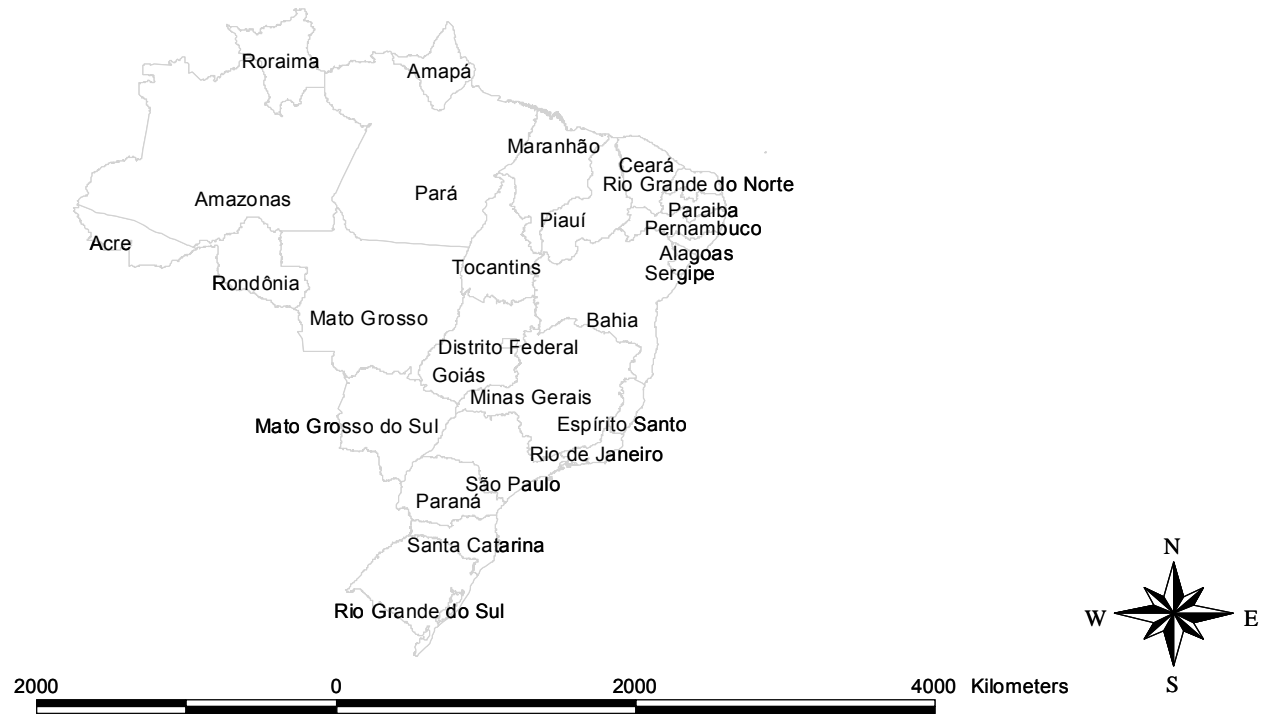 Roraima
Amapá
Maranhão
Ceará
Rio Grande do Norte
Amazonas
Pará
Paraiba
Piauí
Pernambuco
Acre
Alagoas
Tocantins
Sergipe
Rondônia
Mato Grosso
Bahia
Distrito Federal
Goiás
Minas Gerais
Mato Grosso do Sul
Espírito Santo
Rio de Janeiro
São Paulo
Paraná
Santa Catarina
Rio Grande do Sul
N
W
E
S
2000
0
2000
4000
Kilometers